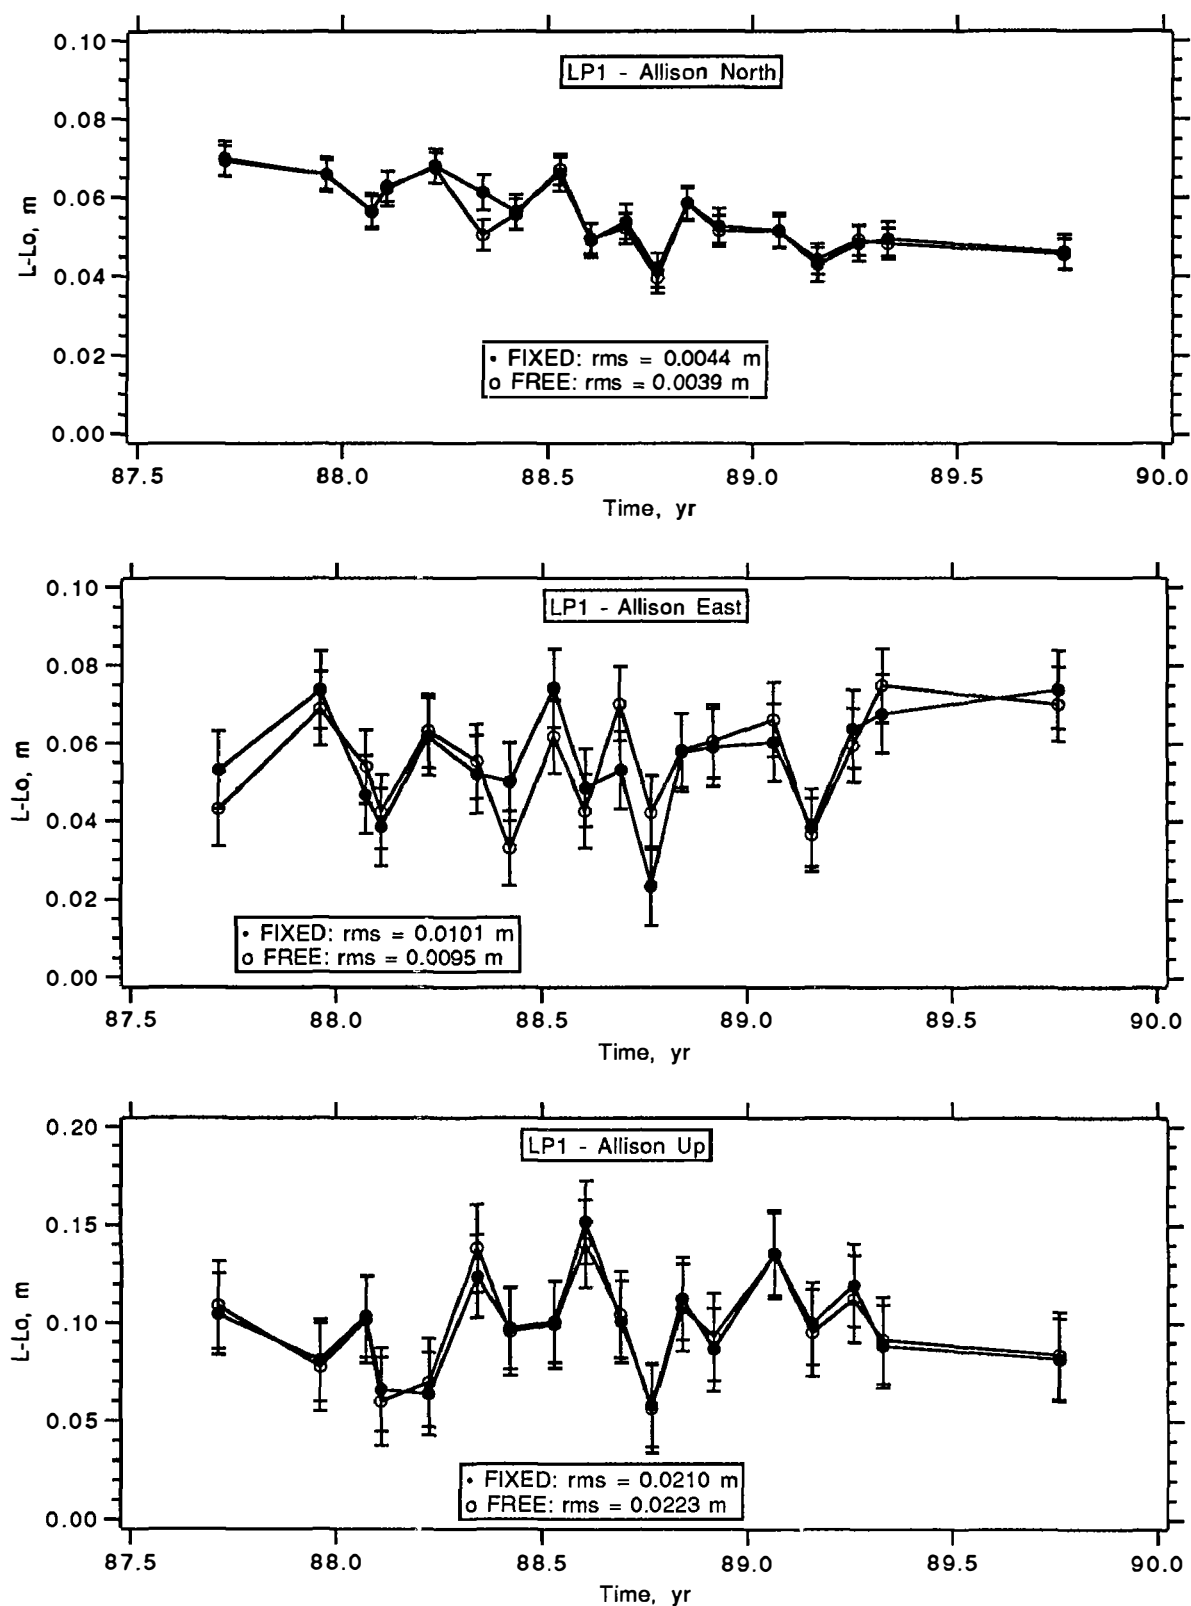 LP1 - Allison North
0.10
0.08
0.06
0.04
0.02
0.00
L-Lo, m
• FIXED: rms = 0.0044 m
o FREE: rms = 0.0039 m
87.5 88.0 88.5 89.0 89.5 90.0
Time, yr
LP1 - Allison East
0.10
0.08
0.06
0.04
0.02
0.00
L-Lo, m
• FIXED: rms = 0.0101 m
o FREE: rms = 0.0095 m
87.5 88.0 88.5 89.0 89.5 90.0
Time, yr
LP1 - Allison Up
0.20
0.15
0.10
0.05
0.00
L-Lo, m
• FIXED: rms = 0.0210 m
o FREE: rms = 0.0223 m
87.5 88.0 88.5 89.0 89.5 90.0
Time, yr